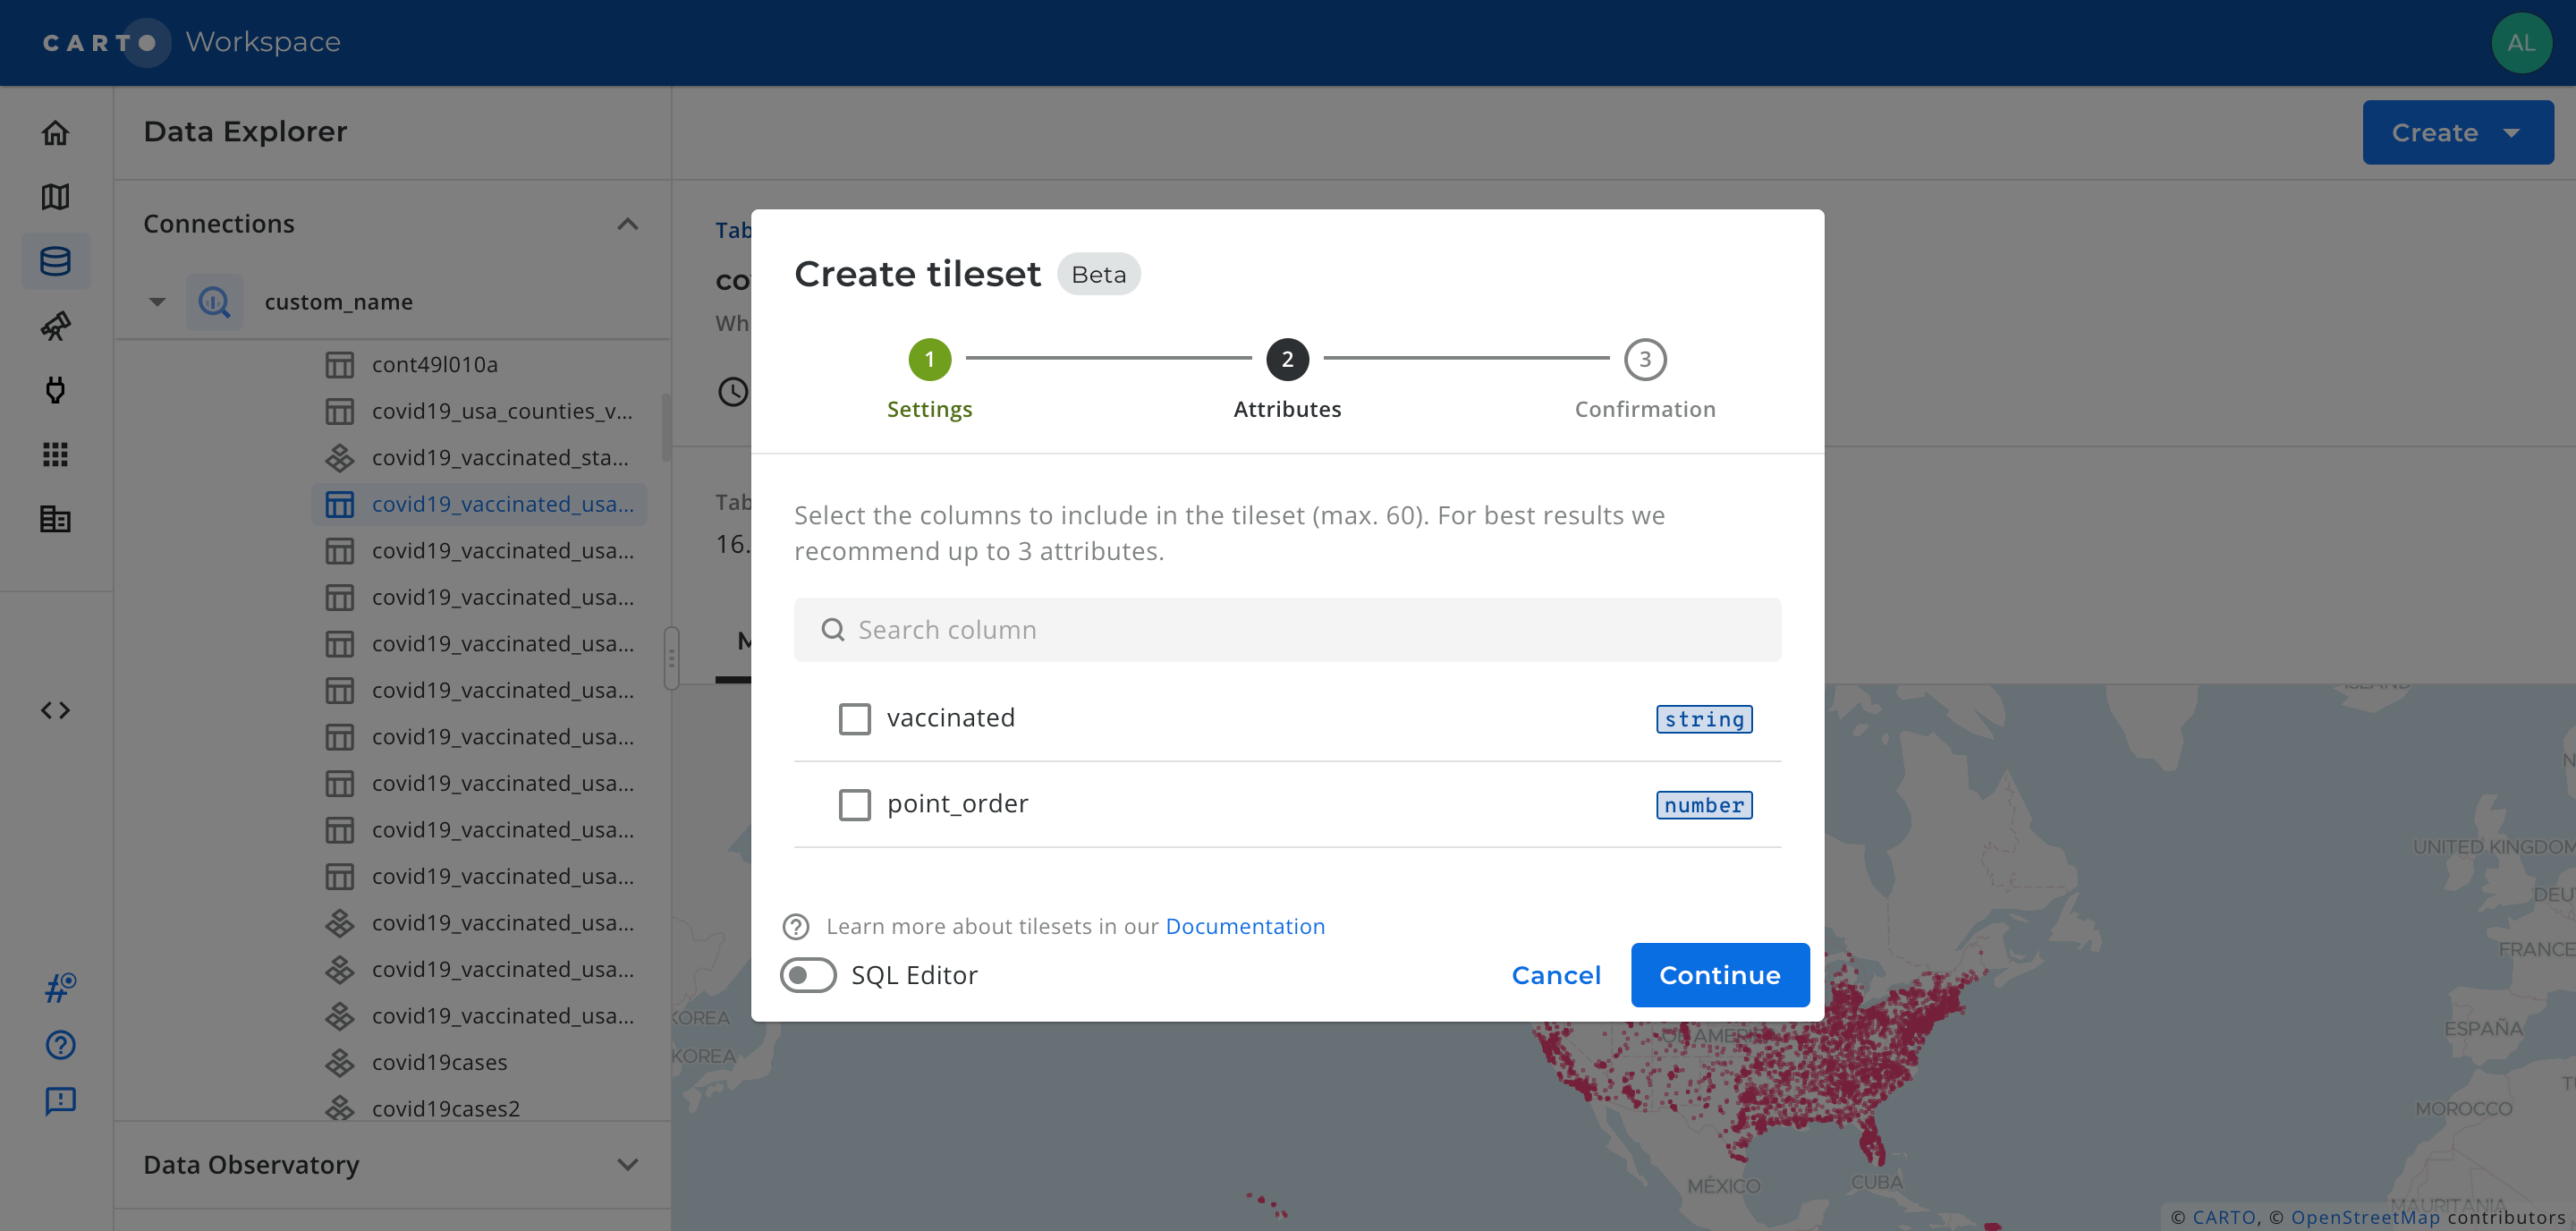 CARTO Workspace
AL
Data Explorer
Create
Connections
custom_name
cont49l010a
covid19_usa_counties_v...
covid19_vaccinated_sta...
covid19_vaccinated_usa...
covid19_vaccinated_usa...
covid19_vaccinated_usa...
covid19_vaccinated_usa...
covid19_vaccinated_usa...
covid19_vaccinated_usa...
covid19_vaccinated_usa...
covid19_vaccinated_usa...
covid19_vaccinated_usa...
covid19_vaccinated_usa...
covid19_vaccinated_usa...
covid19_vaccinated_usa...
covid19cases
covid19cases2
Data Observatory
Tab
co
Wh
Tab
16.
M
Create tileset Beta
1 2 3
Settings Attributes Confirmation
Select the columns to include in the tileset (max. 60). For best results we
recommend up to 3 attributes.
Search column
vaccinated string
point_order number
Learn more about tilesets in our Documentation
SQL Editor
Cancel Continue
UNITED KINGDOM
DEU
FRANCE
ESPAÑA
KOREA
KOREA
OF AMERI
MOROCCO
MÉXICO
CUBA
MAURITANIA
© CARTO, © OpenStreetMap contributors